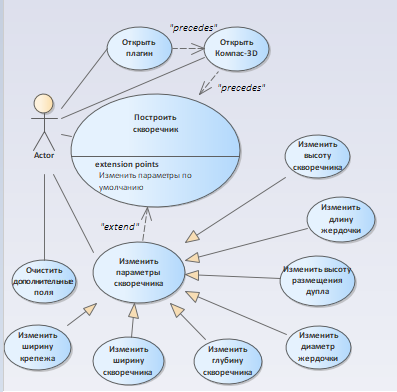 "precedes"
Открыть
плагин
Открыть
Компас-3D
"precedes"
Построить
скворечник
extension points
Изменить параметры по
умолчанию
Actor
Изменить
высоту
скворечника
Изменить
длину
жердочки
"extend"
Изменить
параметры
скворечника
Очистить
дополнительные
поля
Изменить высоту
размещения
дупла
Изменить
ширину
крепежа
Изменить
ширину
скворечника
Изменить
глубину
скворечника
Изменить
диаметр
жердочки